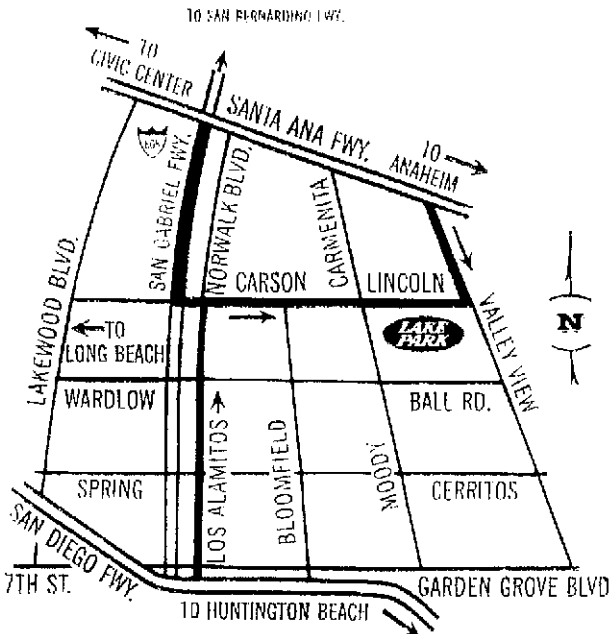 TO SAN BERNARDINO FWY.
TO
CIVIC CENTER
SANTA ANA FWY.
TO
ANAHEIM
605
SAN GABRIEL FWY.
NORWALK BLVD.
CARMENITA
LAKEWOOD BLVD.
CARSON
LINCOLN
VALLEY VIEW
TO
LONG BEACH
LAKE
PARK
N
WARDLOW
BALL RD.
LOS ALAMITOS
BLOOMFIELD
MOODY
SPRING
CERRITOS
SAN DIEGO FWY.
7TH ST.
GARDEN GROVE BLVD
TO HUNTINGTON BEACH